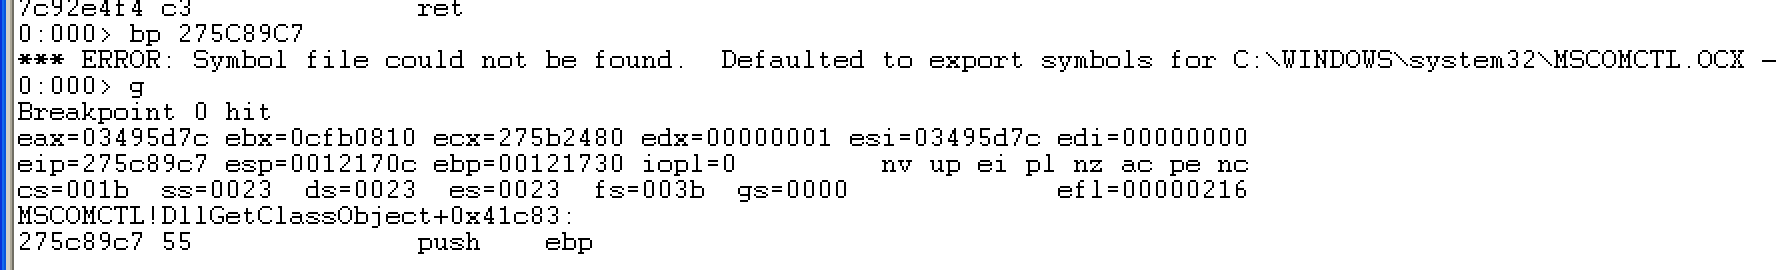 7c92e4f4 c3 ret
0:000> bp 275C89C7
*** ERROR: Symbol file could not be found. Defaulted to export symbols for C:\WINDOWS\system32\MSCOMCTL.OCX -
0:000> g
Breakpoint 0 hit
eax=03495d7c ebx=0cfb0810 ecx=275b2480 edx=00000001 esi=03495d7c edi=00000000
eip=275c89c7 esp=0012170c ebp=00121730 iopl=0 nv up ei pl nz ac pe nc
cs=001b ss=0023 ds=0023 es=0023 fs=003b gs=0000 efl=00000216
MSCOMCTL!DllGetClassObject+0x41c83:
275c89c7 55 push ebp